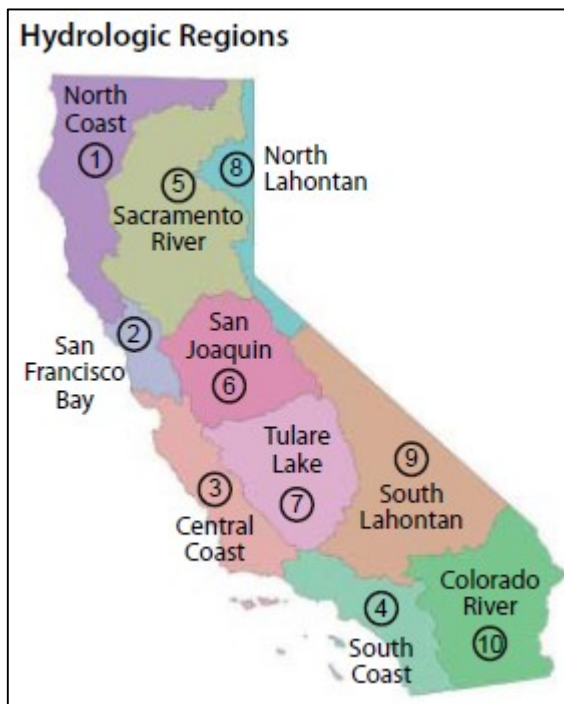 Hydrologic Regions
North
Coast
1
5
Sacramento
River
8
North
Lahontan
2
San
Francisco
Bay
San
Joaquin
6
Tulare
Lake
7
3
Central
Coast
9
South
Lahontan
4
South
Coast
Colorado
River
10